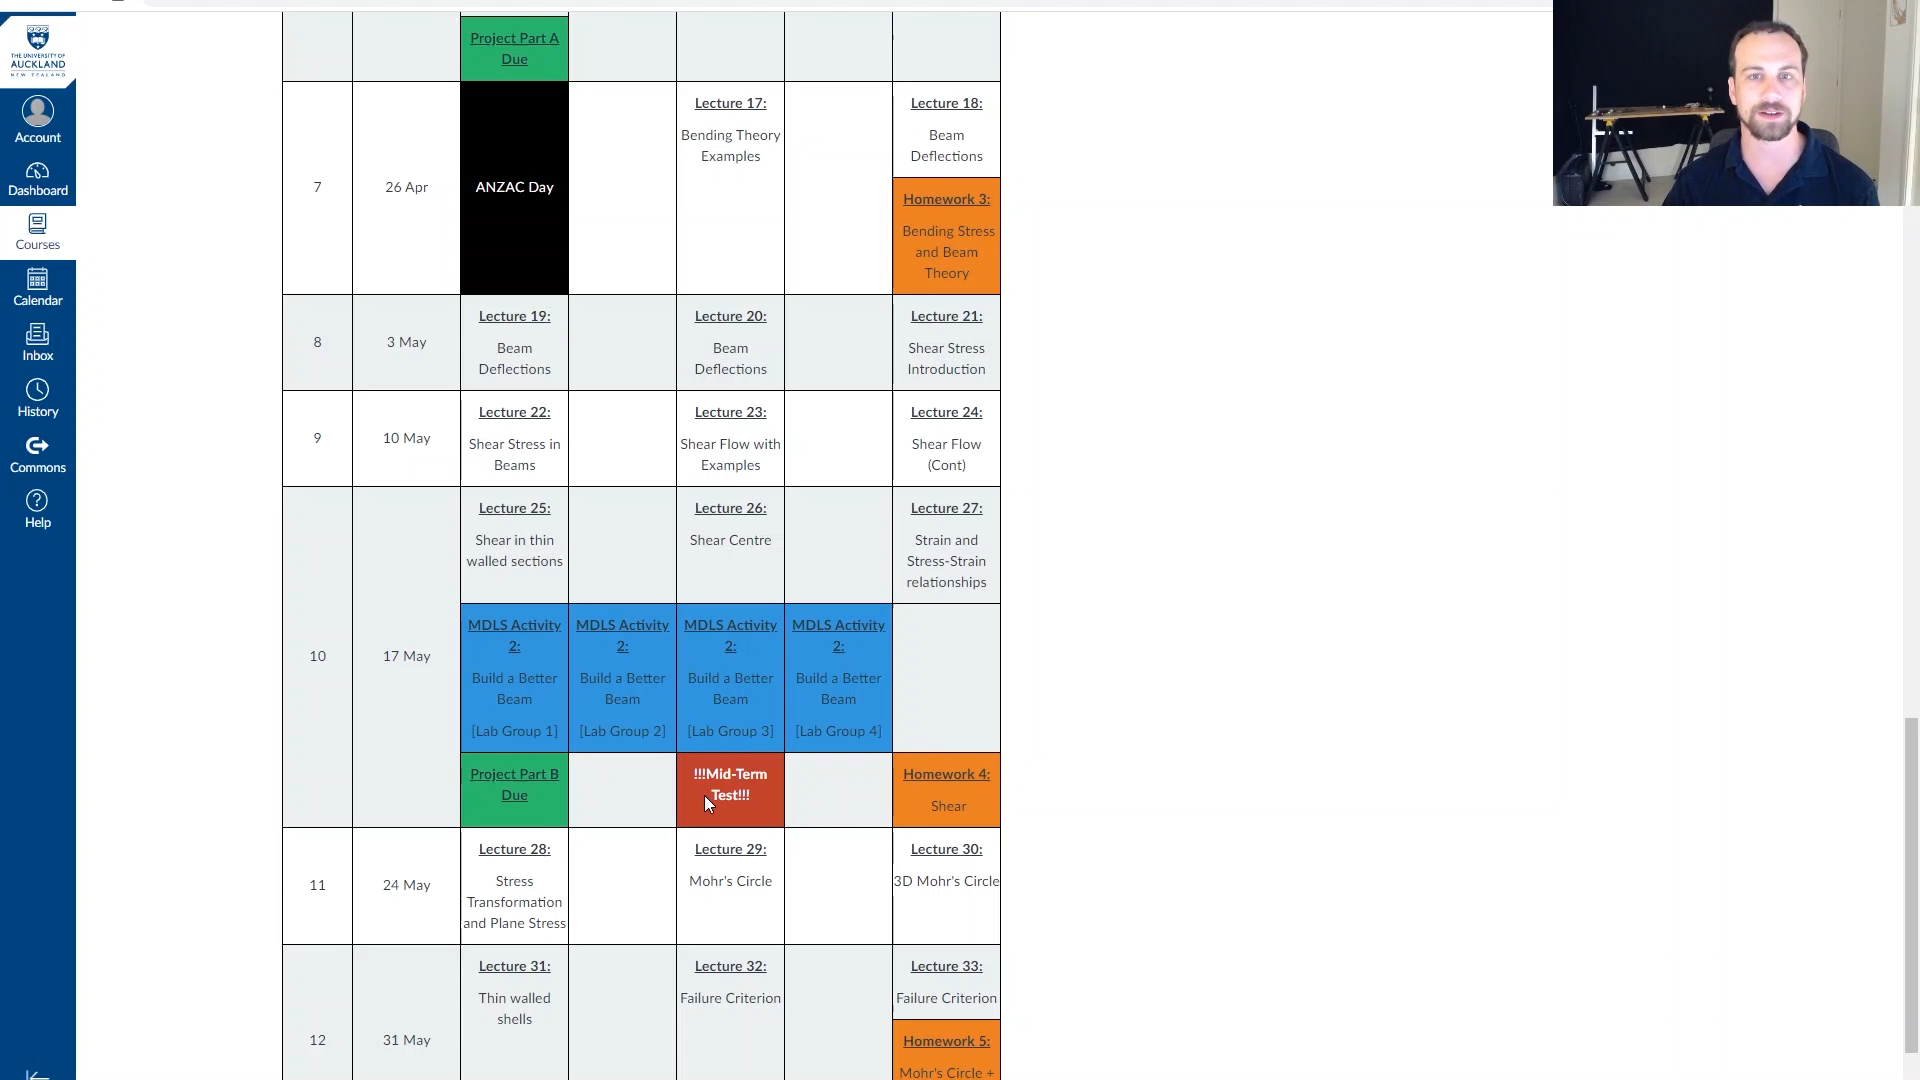 THE UNIVERSITY OF
AUCKLAND
NEW ZEALAND
Account
Dashboard
Courses
Calendar
Inbox
History
Commons
Help
Project Part A
Due
7
26 Apr
ANZAC Day
Lecture 17:
Bending Theory
Examples
Lecture 18:
Beam
Deflections
Homework 3:
Bending Stress
and Beam
Theory
8
3 May
Lecture 19:
Beam
Deflections
Lecture 20:
Beam
Deflections
Lecture 21:
Shear Stress
Introduction
9
10 May
Lecture 22:
Shear Stress in
Beams
Lecture 23:
Shear Flow with
Examples
Lecture 24:
Shear Flow
(Cont)
10
17 May
Lecture 25:
Shear in thin
walled sections
Lecture 26:
Shear Centre
Lecture 27:
Strain and
Stress-Strain
relationships
MDLS Activity
2:
Build a Better
Beam
[Lab Group 1]
MDLS Activity
2:
Build a Better
Beam
[Lab Group 2]
MDLS Activity
2:
Build a Better
Beam
[Lab Group 3]
MDLS Activity
2:
Build a Better
Beam
[Lab Group 4]
Project Part B
Due
!!!Mid-Term
Test!!!
Homework 4:
Shear
11
24 May
Lecture 28:
Stress
Transformation
and Plane Stress
Lecture 29:
Mohr's Circle
Lecture 30:
3D Mohr's Circle
12
31 May
Lecture 31:
Thin walled
shells
Lecture 32:
Failure Criterion
Lecture 33:
Failure Criterion
Homework 5:
Mohr's Circle +